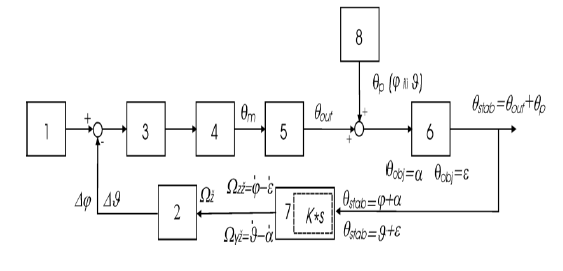 8
θp (φ ili ϑ)
θstab=θout+θp
1
+
-
3
4
θm
5
θout
+
+
6
θobj=α θobj=ε
Δφ Δϑ
2
Ωž
Ωzž=φ̇–ε̇
Ωyž=ϑ̇–α̇
7
K*s
θstab=φ+α
θstab=ϑ+ε